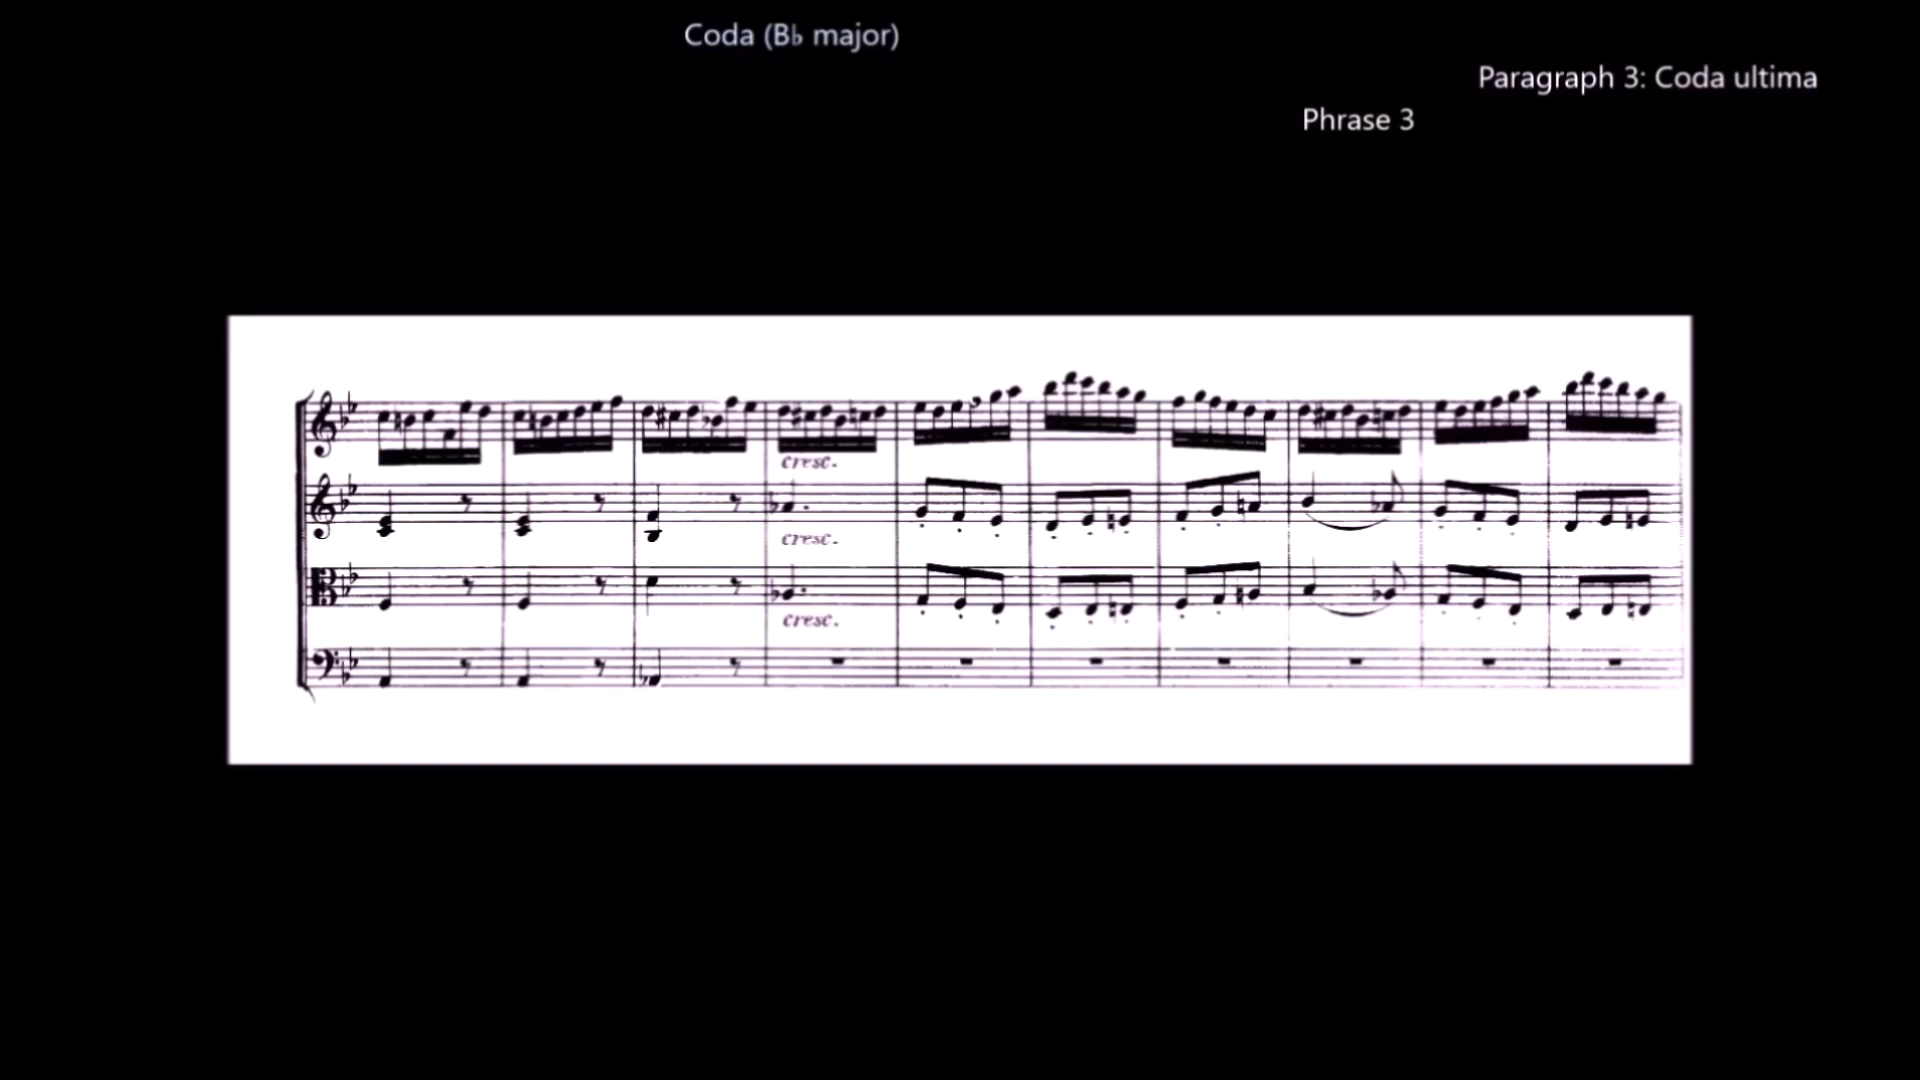 Coda (B♭ major)
Paragraph 3: Coda ultima
Phrase 3
cresc.
cresc.
cresc.